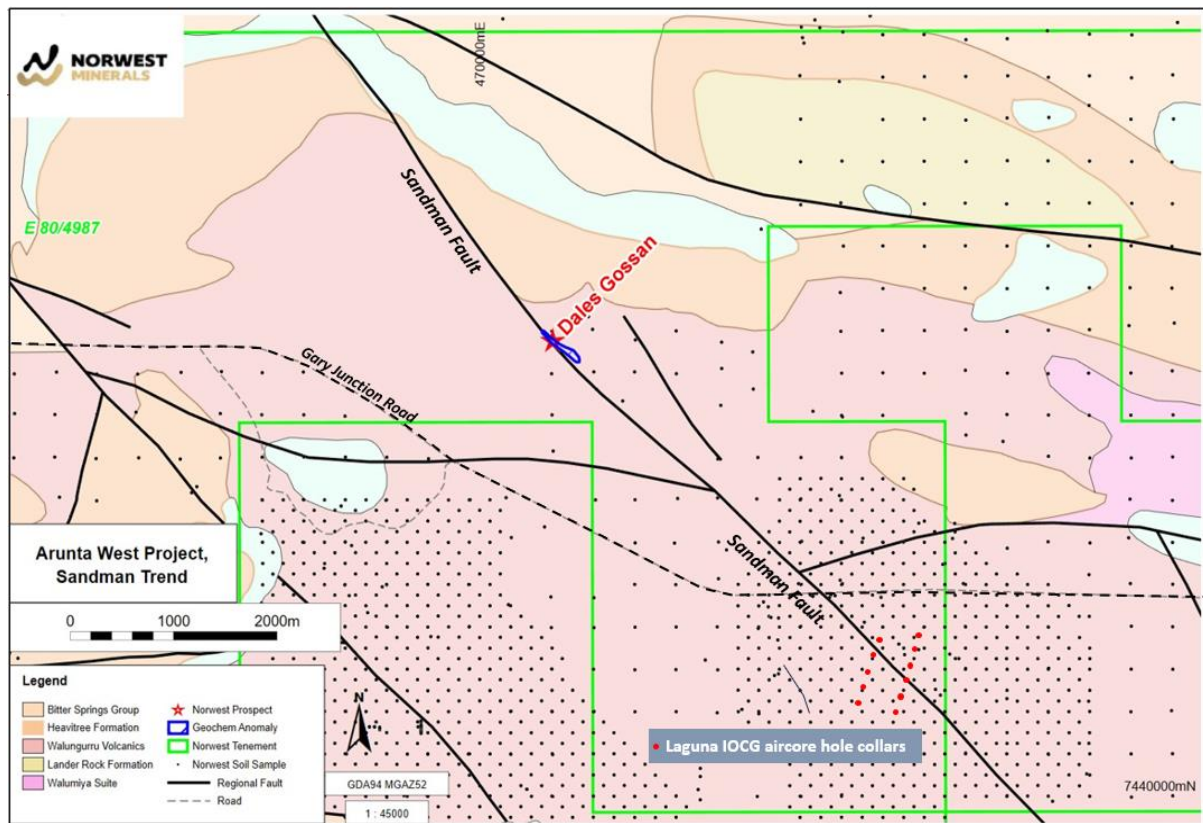 NORWEST
MINERALS
470000mE
E 80/4987
Sandman Fault
Dales Gossan
Gary Junction Road
Sandman Fault
Arunta West Project,
Sandman Trend
0 1000 2000m
Legend
Bitter Springs Group
Heavitree Formation
Walungurru Volcanics
Lander Rock Formation
Walumiya Suite
Norwest Prospect
Geochem Anomaly
Norwest Tenement
Norwest Soil Sample
Regional Fault
Road
N
Laguna IOCG aircore hole collars
GDA94 MGAZ52
1 : 45000
7440000mN